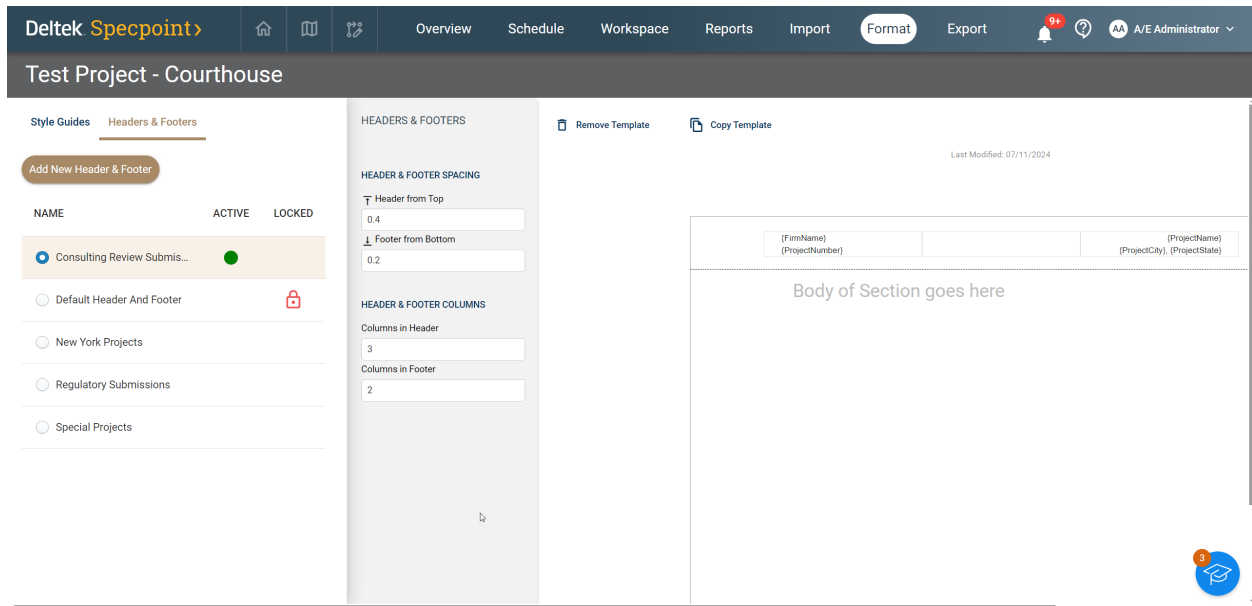 Deltek Specpoint>
Overview Schedule Workspace Reports Import Format Export 9+ AA A/E Administrator
Test Project - Courthouse
Style Guides Headers & Footers
Add New Header & Footer
NAME ACTIVE LOCKED
Consulting Review Submis...
Default Header And Footer
New York Projects
Regulatory Submissions
Special Projects
HEADERS & FOOTERS
HEADER & FOOTER SPACING
Header from Top
0.4
Footer from Bottom
0.2
HEADER & FOOTER COLUMNS
Columns in Header
3
Columns in Footer
2
Remove Template Copy Template
Last Modified: 07/11/2024
{FirmName} {ProjectName}
{ProjectNumber} {ProjectCity}, {ProjectState}
Body of Section goes here
3